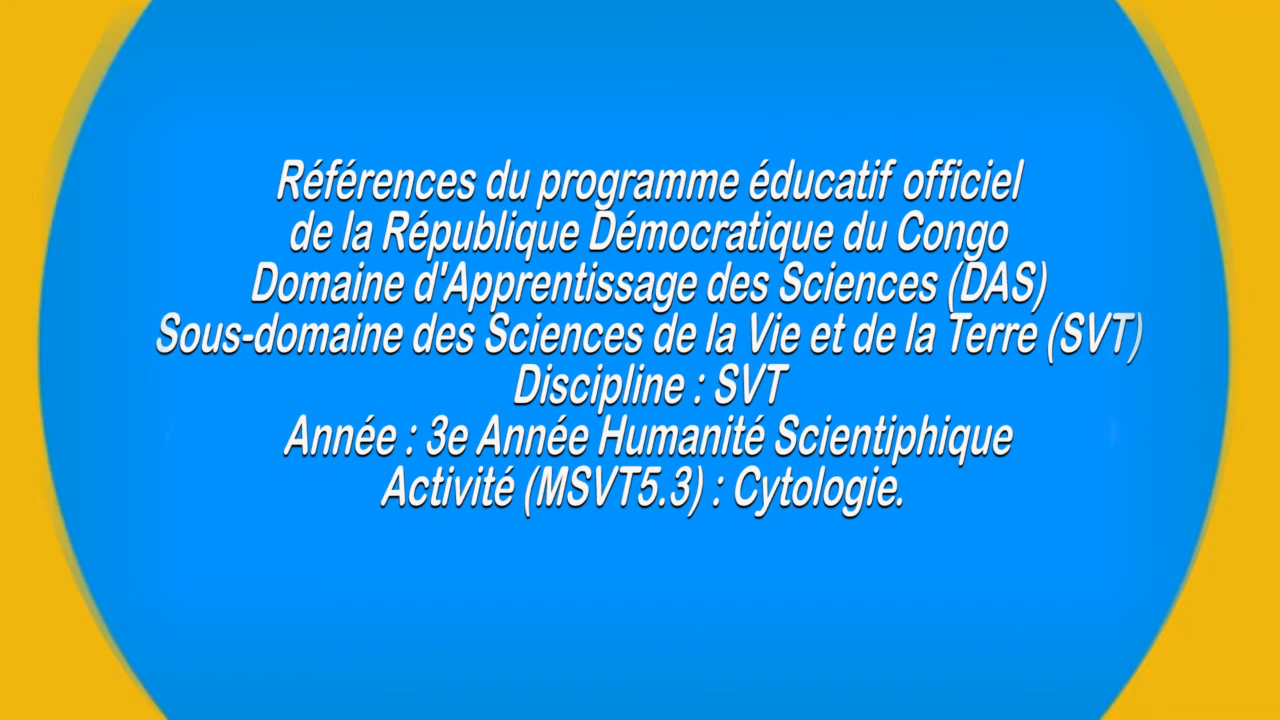 Références du programme éducatif officiel
de la République Démocratique du Congo
Domaine d'Apprentissage des Sciences (DAS)
Sous-domaine des Sciences de la Vie et de la Terre (SVT)
Discipline : SVT
Année : 3e Année Humanité Scientiphique
Activité (MSVT5.3) : Cytologie.